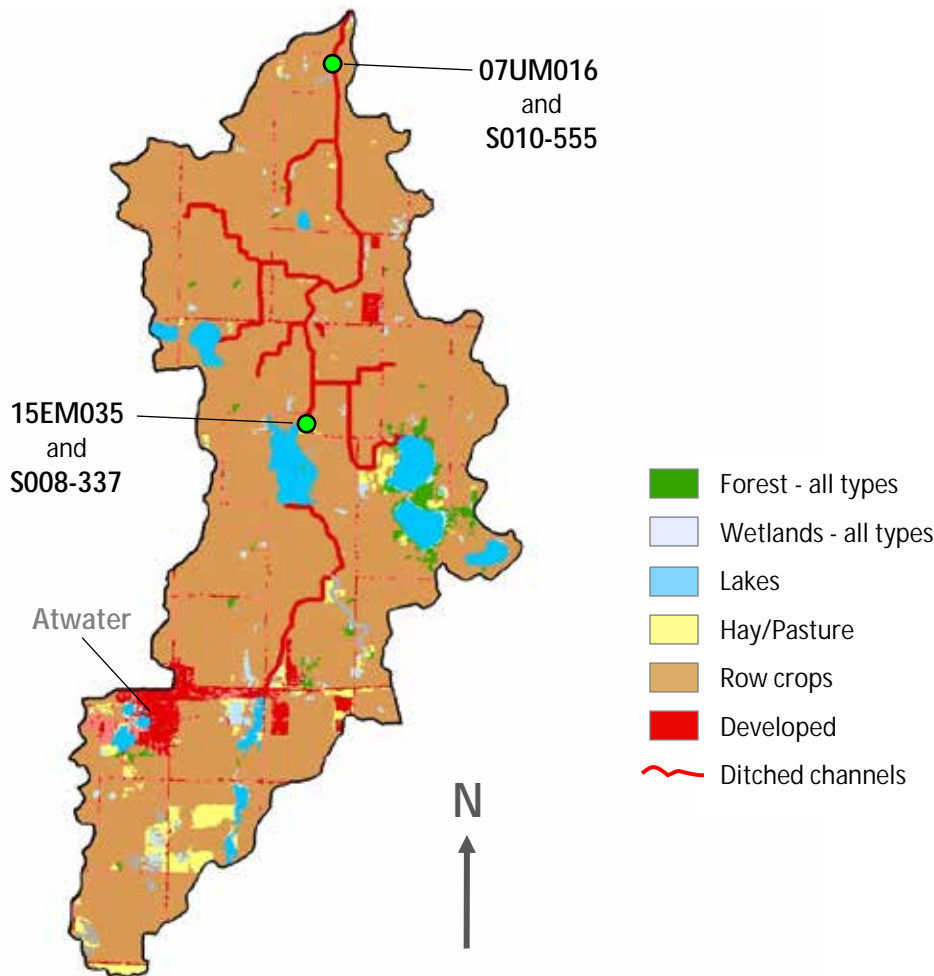 07UM016
and
S010-555
15EM035
and
S008-337
Atwater
Forest - all types
Wetlands - all types
Lakes
Hay/Pasture
Row crops
Developed
Ditched channels
N